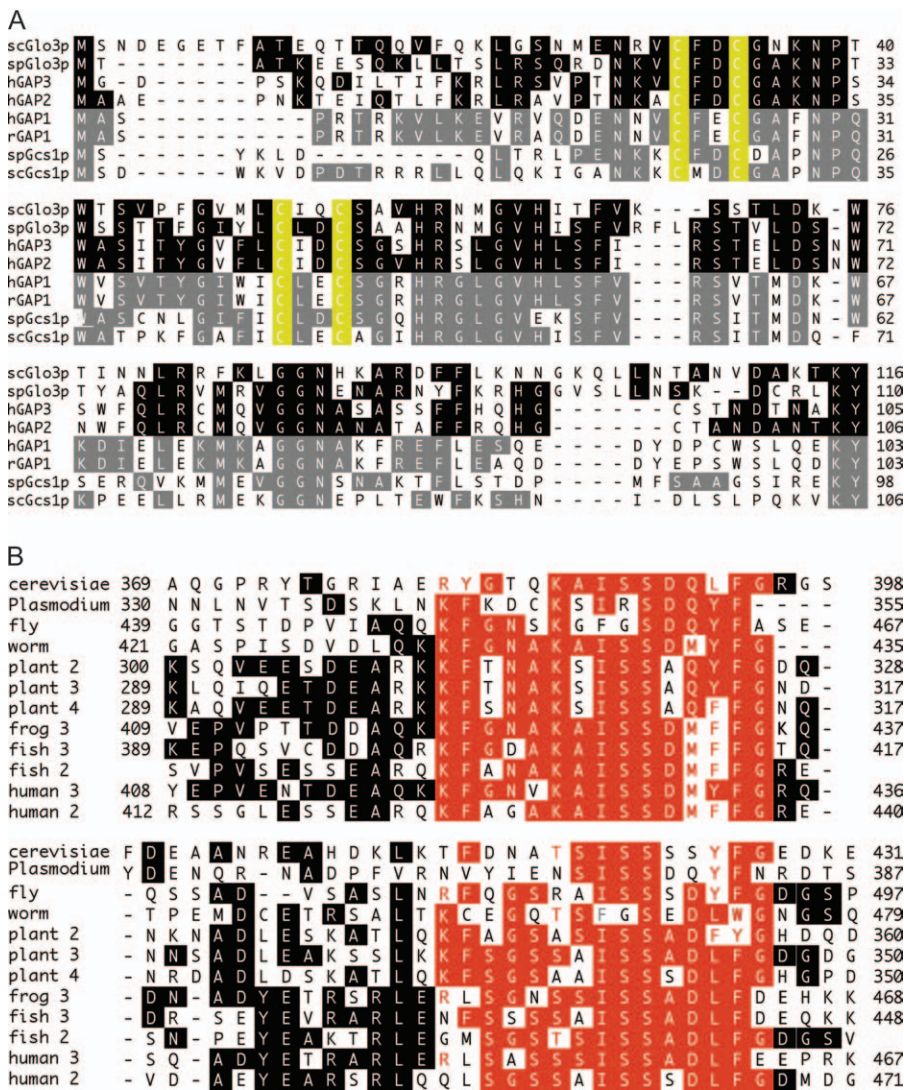 A
scGlo3p M S N D E G E T F A T E Q T T Q Q V F Q K L G S N M E N R V C F D C G N K N P T 40
spGlo3p M T - - - - - - - A T K E E S Q K L L T S L R S Q R D N K V C F D C G A K N P T 33
hGAP3 M G - D - - - - - P S K Q D I L T I F K R L R S V P T N K V C F D C G A K N P S 34
hGAP2 M A A E - - - - - P N K T E I Q T L F K R L R A V P T N K A C F D C G A K N P S 35
hGAP1 M A S - - - - - - - - - P R T R K V L K E V R V Q D E N N V C F E C G A F N P Q 31
rGAP1 M A S - - - - - - - - - P R T R K V L K E V R A Q D E N N V C F E C G A F N P Q 31
spGcs1p M S - - - - - - Y K L D - - - - - - - - Q L T R L P E N K K C F D C D A P N P Q 26
scGcs1p M S D - - - - - W K V D P D T R R R L L Q L Q K I G A N K K C M D C G A P N P Q 35
scGlo3p W T S V P F G V M L C I Q C S A V H R N M G V H I T F V K - - - S S T L D K - W 76
spGlo3p W S S T T F G I Y L C L D C S A A H R N M G V H I S F V R F L R S T V L D S - W 72
hGAP3 W A S I T Y G V F L C I D C S G S H R S L G V H L S F I - - - R S T E L D S N W 71
hGAP2 W A S I T Y G V F L C I D C S G V H R S L G V H L S F I - - - R S T E L D S N W 72
hGAP1 W V S V T Y G I W I C L E C S G R H R G L G V H L S F V - - - R S V T M D K - W 67
rGAP1 W V S V T Y G I W I C L E C S G R H R G L G V H L S F V - - - R S V T M D K - W 67
spGcs1p W A S C N L G I F I C L D C S G Q H R G L G V E K S F V - - - R S I T M D N - W 62
scGcs1p W A T P K F G A F I C L E C A G I H R G L G V H I S F V - - - R S I T M D Q - F 71
scGlo3p T I N N L R R F K L G G N H K A R D F F L K N N G K Q L L N T A N V D A K T K Y 116
spGlo3p T Y A Q L R V M R V G G N E N A R N Y F K R H G G V S L L N S K - - D C R L K Y 110
hGAP3 S W F Q L R C M Q V G G N A S A S S F F H Q H G - - - - C S T N D T N A K Y 105
hGAP2 N W F Q L R C M Q V G G N A N A T A F F R Q H G - - - - C T A N D A N T K Y 106
hGAP1 K D I E L E K M K A G G N A K F R E F L E S Q E - - - - D Y D P C W S L Q E K Y 103
rGAP1 K D I E L E K M K A G G N A K F R E F L E A Q D - - - - D Y E P S W S L Q D K Y 103
spGcs1p S E R Q V K M M E V G G N S N A K T F L S T D P - - - - M F S A A G S I R E K Y 98
scGcs1p K P E E L L R M E K G G N E P L T E W F K S H N - - - - I D L S L P Q K V K Y 106
B
cerevisiae 369 A Q G P R Y T G R I A E R Y G T Q K A I S S D Q L F G R G S 398
Plasmodium 330 N N L N V T S D S K L N K F K D C K S I R S D Q Y F - - - - 355
fly 439 G G T S T D P V I A Q Q K F G N S K G F G S D Q Y F A S E - 467
worm 421 G A S P I S D V D L Q K K F G N A K A I S S D M Y F G - - - 435
plant 2 300 K S Q V E E S D E A R K K F T N A K S I S S A Q Y F G D Q - 328
plant 3 289 K L Q I Q E T D E A R K K F T N A K S I S S A Q Y F G N D - 317
plant 4 289 K A Q V E E T D E A R K K F S N A K S I S S A Q F F G N Q - 317
frog 3 409 V E P V P T T D D A Q K K F G N A K A I S S D M F F G K Q - 437
fish 3 389 K E P Q S V C D D A Q R K F G D A K A I S S D M F F G T Q - 417
fish 2 S V P V S E S S E A R Q K F A N A K A I S S D M F F G R E -
human 3 408 Y E P V E N T D E A Q K K F G N V K A I S S D M Y F G R Q - 436
human 2 412 R S S G L E S S E A R Q K F A G A K A I S S D M F F G R E - 440
cerevisiae F D E A A N R E A H D K L K T F D N A T S I S S S S Y F G E D K E 431
Plasmodium Y D E N Q R - N A D P F V R N V Y I E N S I S S D Q Y F N R D T S 387
fly - Q S S A D - - V S A S L N R F Q G S R A I S S S D Y F G D G S P 497
worm - T P E M D C E T R S A L T K C E G Q T S F G S E D L W G N G S Q 479
plant 2 - N K N A D L E S K A T L Q K F A G S A S I S S A D F Y G H D Q D 360
plant 3 - N N S A D L E A K S S L K K F S G S S A I S S A D L F G D G D G 350
plant 4 - N R D A D L D S K A T L Q K F S G S A A I S S S D L F G H G P D 350
frog 3 - D N - A D Y E T R S R L E R L S G N S S I S S A D L F D E H K K 468
fish 3 - D R - S E Y E V R A R L E N F S S S S A I S S A D L F G E Q K K 448
fish 2 - S N - P E Y E A K T R L E G M S G S T S I S S A D L F G D G S V
human 3 - S Q - A D Y E T R A R L E R L S A S S S I S S A D L F E E P R K 467
human 2 - V D - A E Y E A R S R L Q Q L S G S S A I S S A D L F G D M D G 471